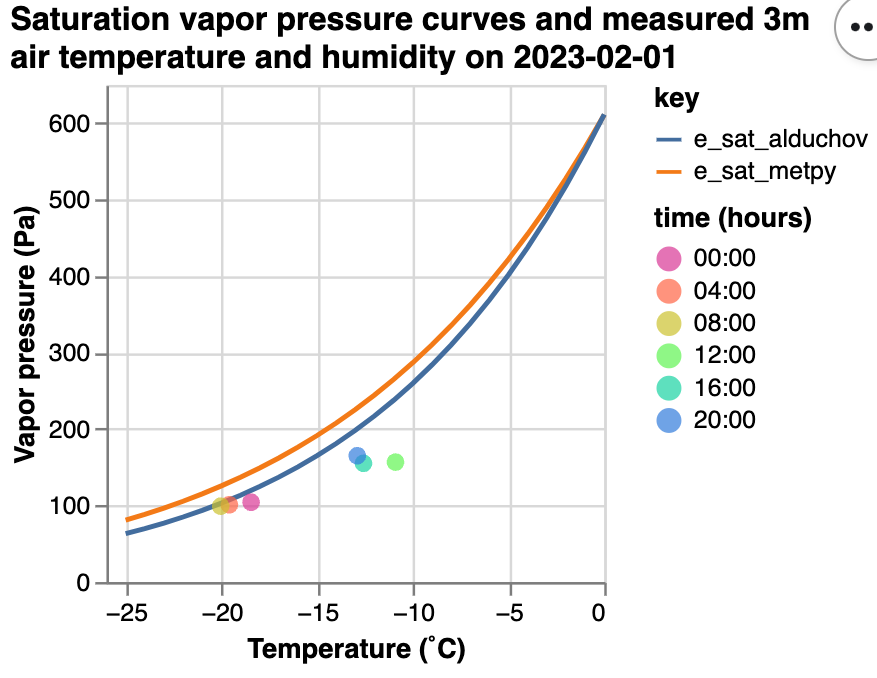 Saturation vapor pressure curves and measured 3m
air temperature and humidity on 2023-02-01
key
e_sat_alduchov
e_sat_metpy
time (hours)
00:00
04:00
08:00
12:00
16:00
20:00
Vapor pressure (Pa)
600
500
400
300
200
100
0
−25 −20 −15 −10 −5 0
Temperature (˚C)